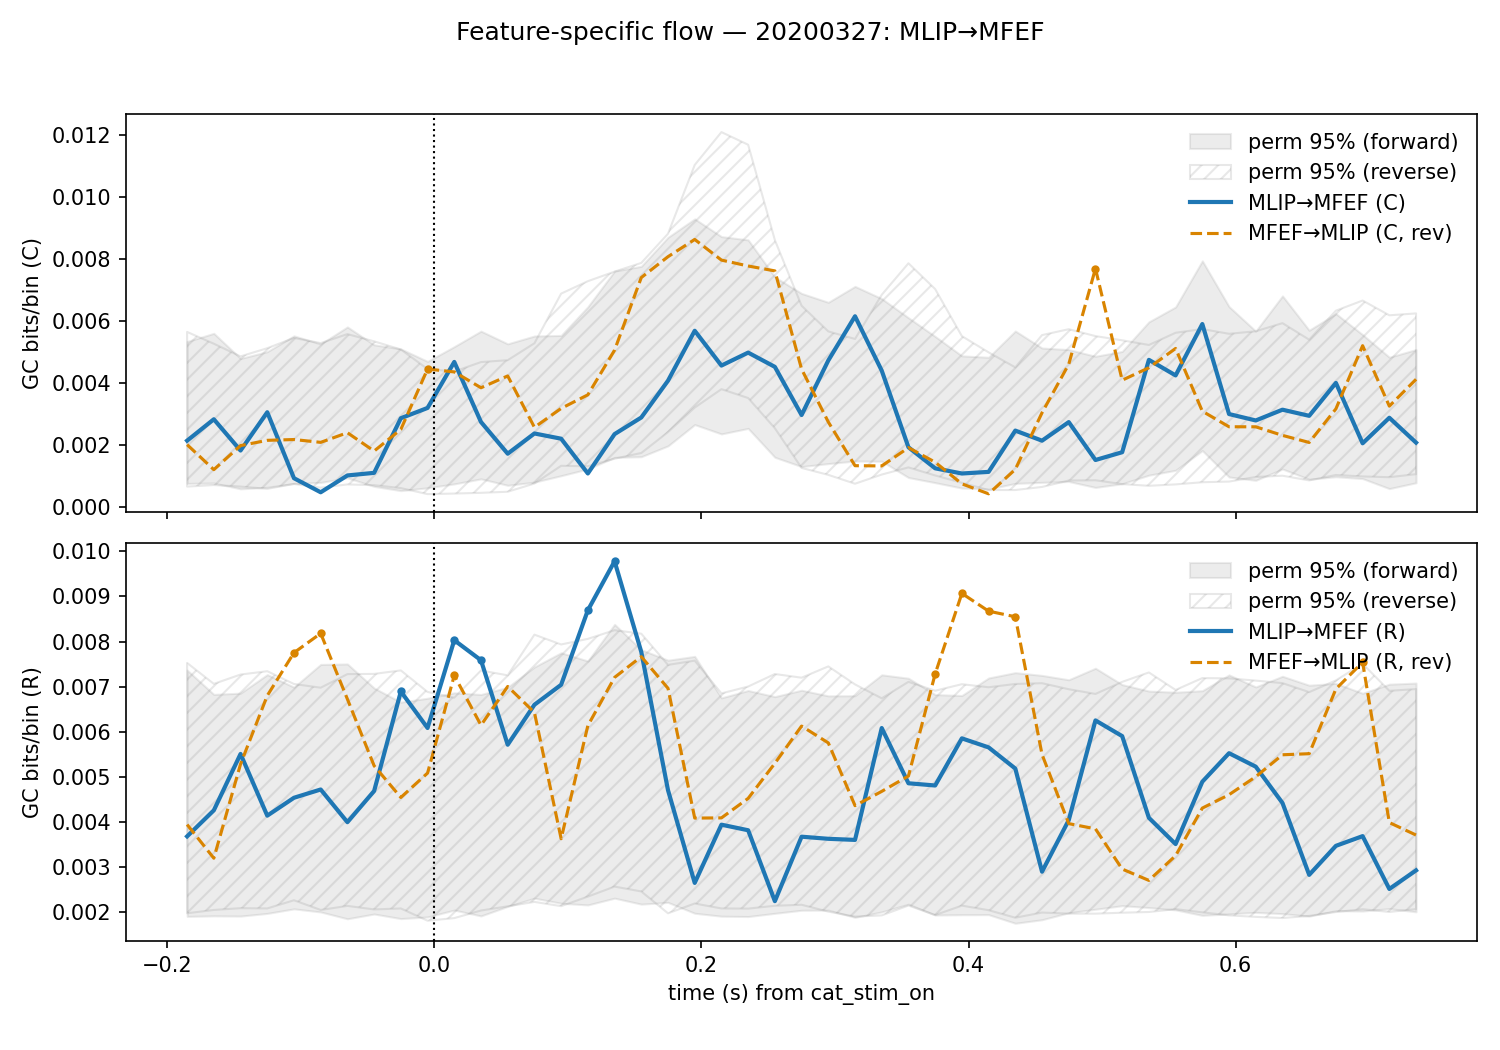 Feature-specific flow — 20200327: MLIP→MFEF
GC bits/bin (C)
0.012
0.010
0.008
0.006
0.004
0.002
0.000
perm 95% (forward)
perm 95% (reverse)
MLIP→MFEF (C)
MFEF→MLIP (C, rev)
GC bits/bin (R)
0.010
0.009
0.008
0.007
0.006
0.005
0.004
0.003
0.002
perm 95% (forward)
perm 95% (reverse)
MLIP→MFEF (R)
MFEF→MLIP (R, rev)
−0.2 0.0 0.2 0.4 0.6
time (s) from cat_stim_on